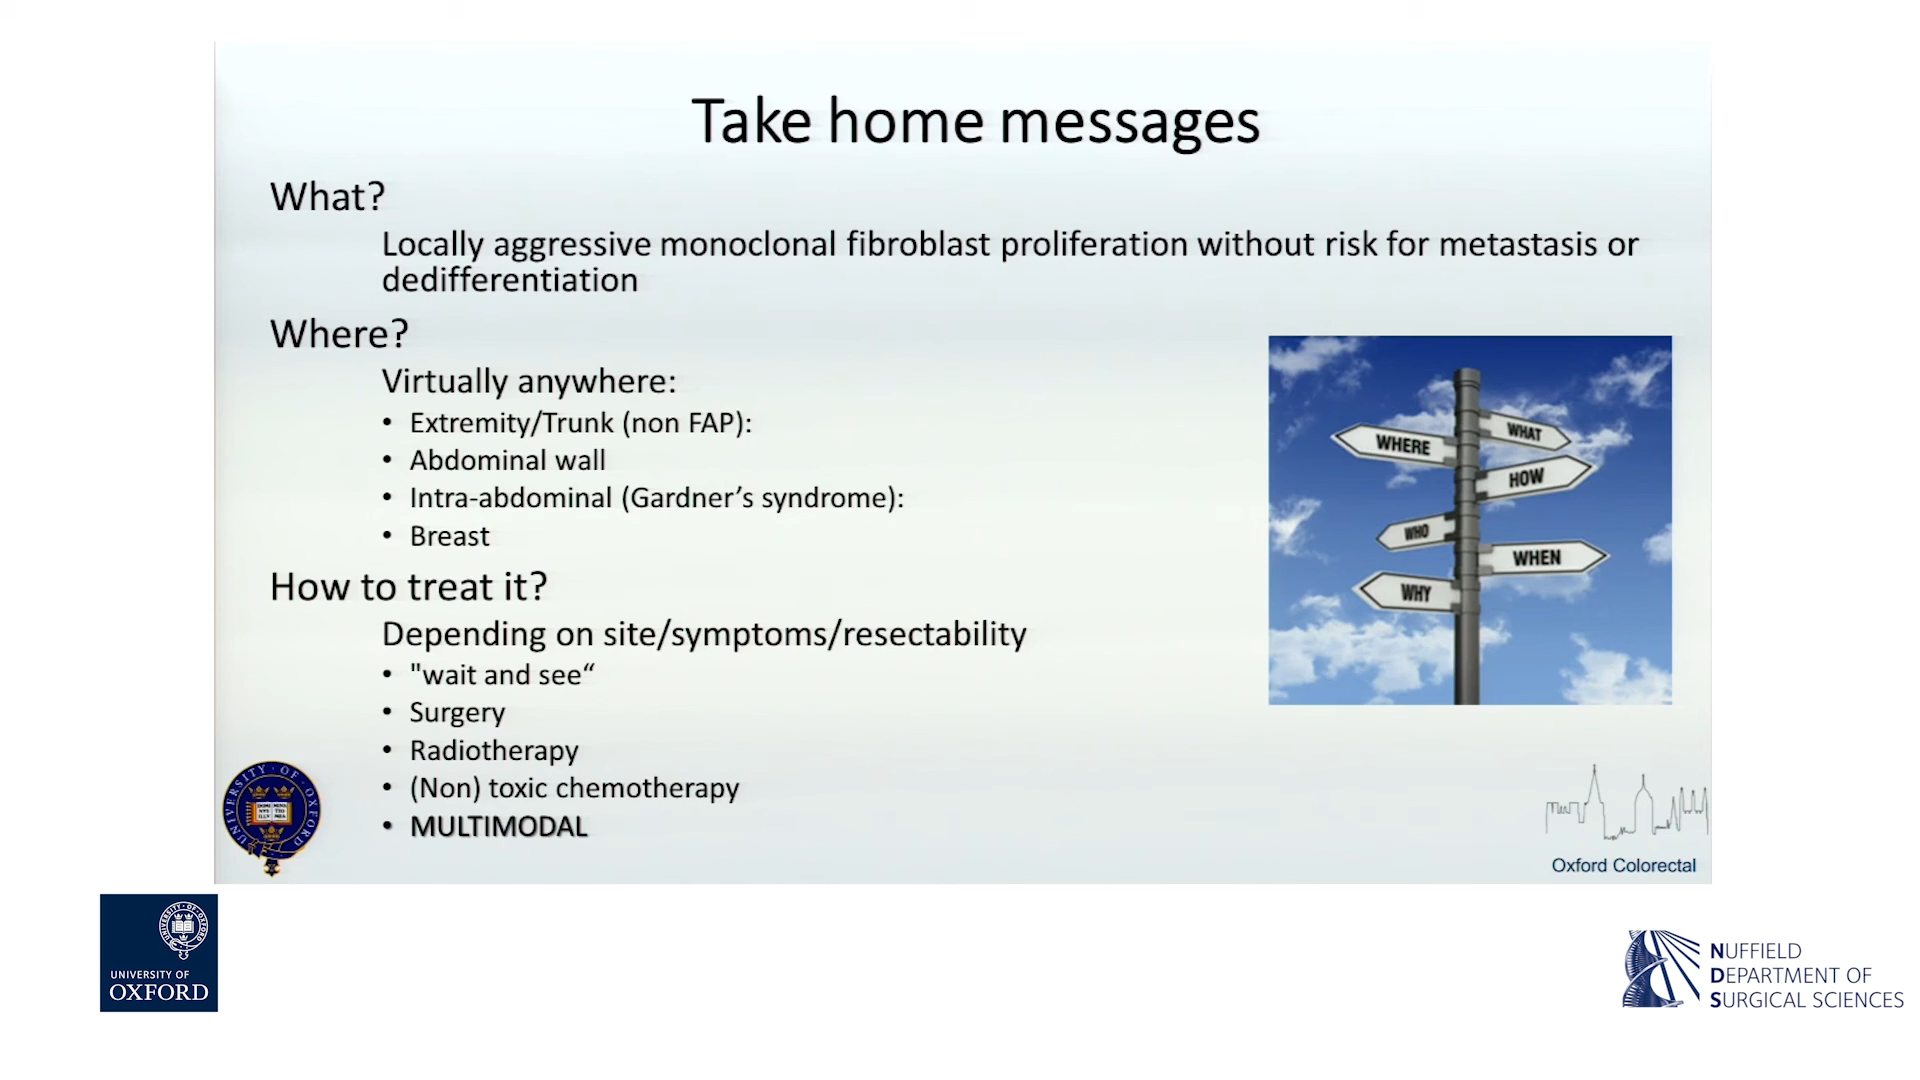 Take home messages
What?
Locally aggressive monoclonal fibroblast proliferation without risk for metastasis or
dedifferentiation
Where?
Virtually anywhere:
• Extremity/Trunk (non FAP):
• Abdominal wall
• Intra-abdominal (Gardner’s syndrome):
• Breast
How to treat it?
Depending on site/symptoms/resectability
• "wait and see“
• Surgery
• Radiotherapy
• (Non) toxic chemotherapy
• MULTIMODAL
WHAT
WHERE
HOW
WHO
WHEN
WHY
UNIVERSITY OF OXFORD
Oxford Colorectal
UNIVERSITY OF
OXFORD
NUFFIELD
DEPARTMENT OF
SURGICAL SCIENCES